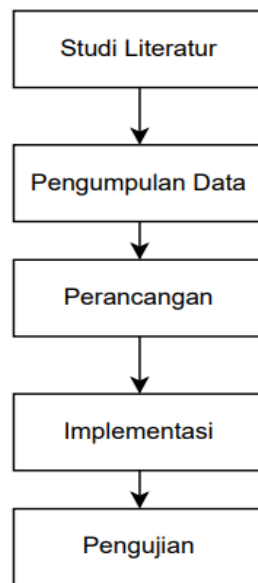 Studi Literatur
Pengumpulan Data
Perancangan
Implementasi
Pengujian